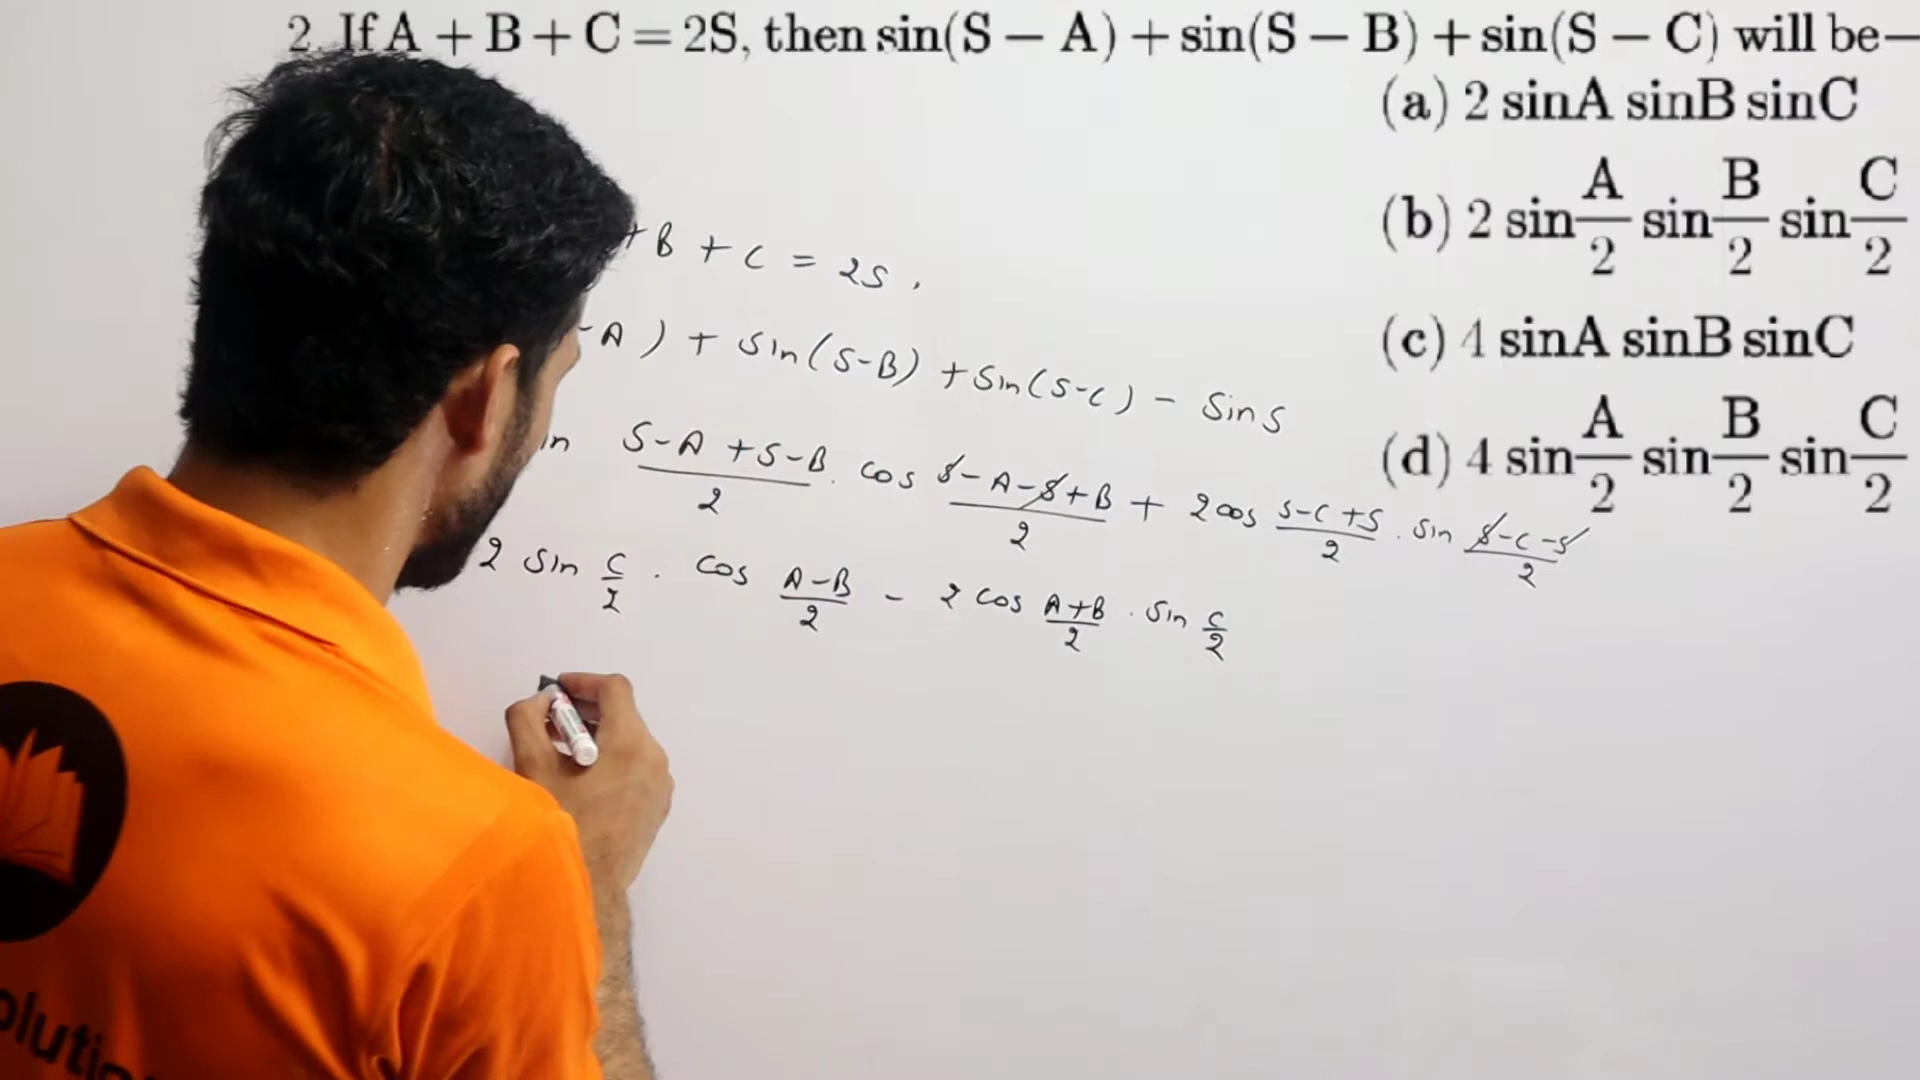 2. If A + B + C = 2S, then sin(S − A) + sin(S − B) + sin(S − C) will be−
(a) 2 sinA sinB sinC
(b) 2 sin A/2 sin B/2 sin C/2
(c) 4 sinA sinB sinC
(d) 4 sin A/2 sin B/2 sin C/2
+ B + C = 2S,
-A) + Sin(S-B) + Sin(S-C) - Sin S
in (S-A+S-B)/2 . cos (S-A-S+B)/2 + 2cos (S-C+S)/2 . sin (S-C-S)/2
2 sin C/2 . cos (A-B)/2 - 2 cos (A+B)/2 . sin C/2